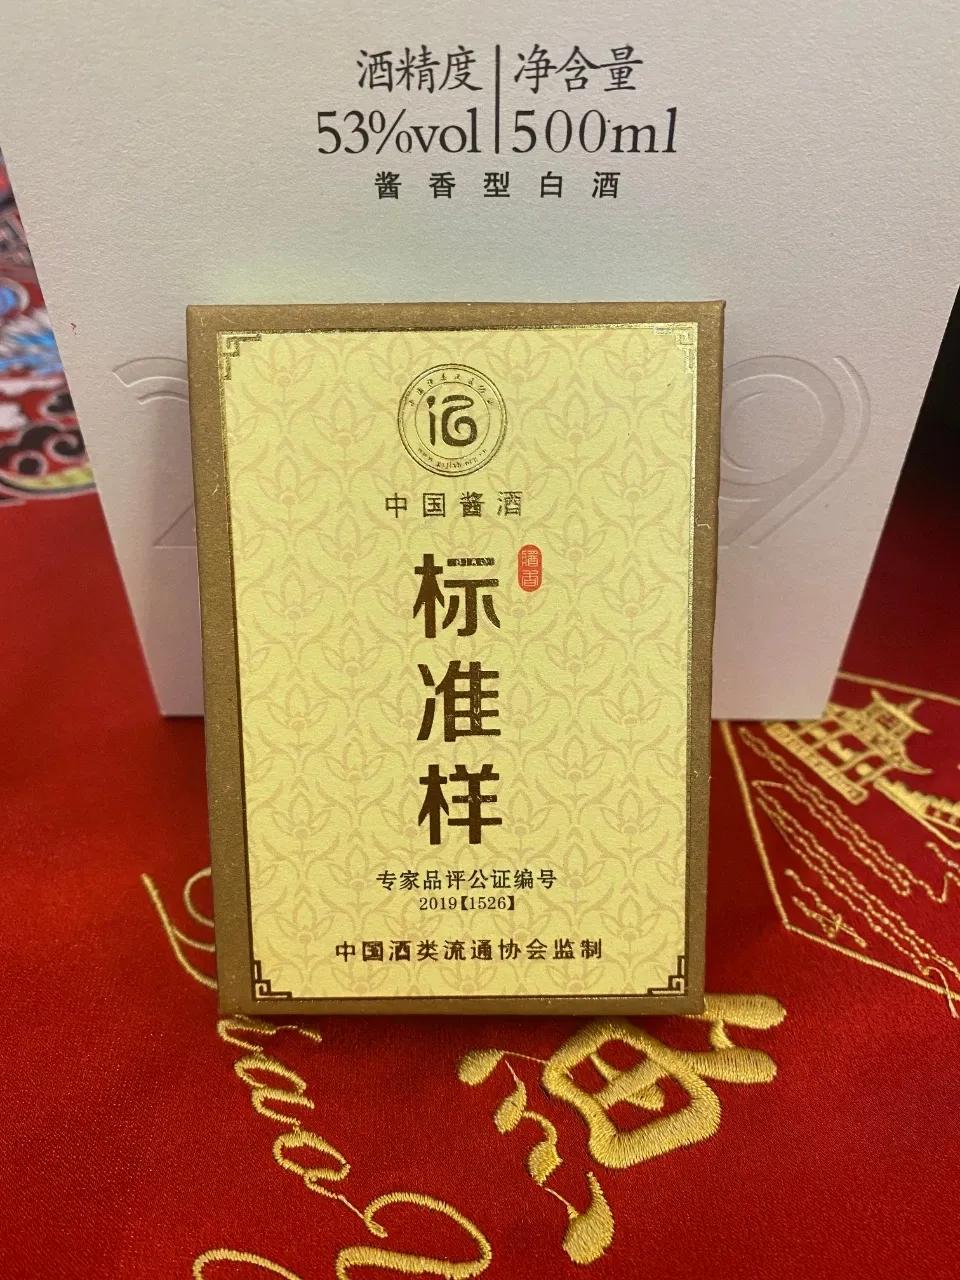 酒精度 净含量
53%vol 500ml
酱香型白酒
中国酱酒
标准样
酱香
专家品评公证编号
2019【1526】
中国酒类流通协会监制